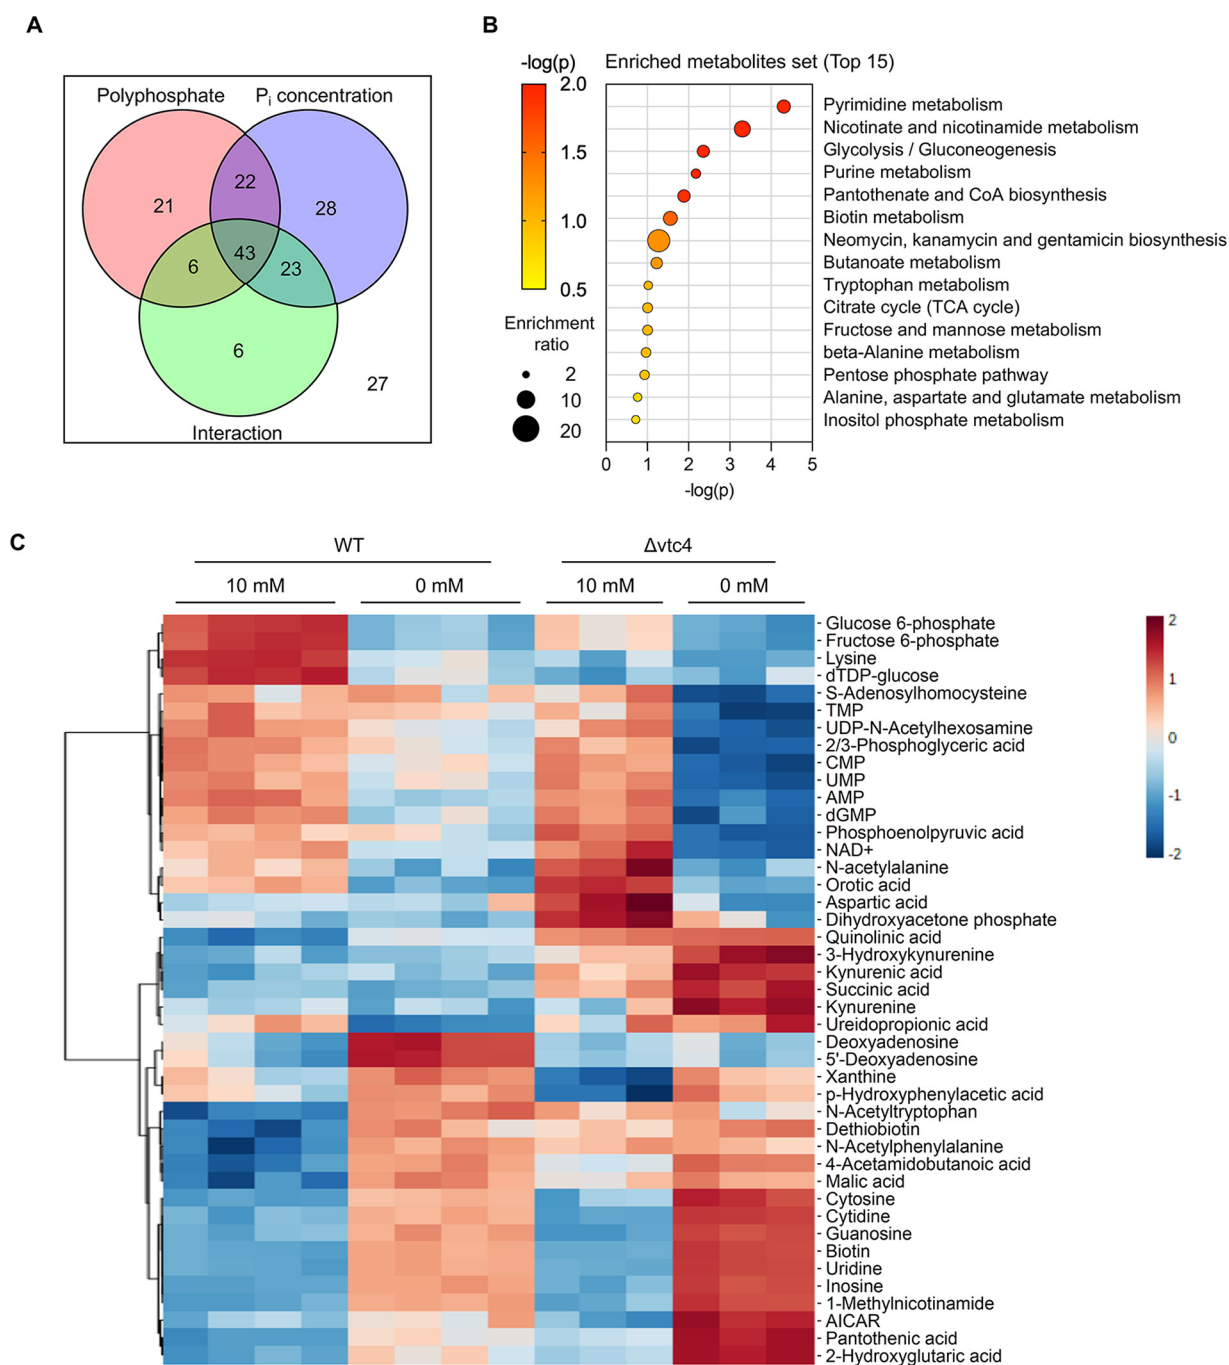 A
Polyphosphate
Pi concentration
21
22
28
43
6
23
6
27
Interaction
B
-log(p)
2.0
1.5
1.0
0.5
Enrichment
ratio
2
10
20
Enriched metabolites set (Top 15)
Pyrimidine metabolism
Nicotinate and nicotinamide metabolism
Glycolysis / Gluconeogenesis
Purine metabolism
Pantothenate and CoA biosynthesis
Biotin metabolism
Neomycin, kanamycin and gentamicin biosynthesis
Butanoate metabolism
Tryptophan metabolism
Citrate cycle (TCA cycle)
Fructose and mannose metabolism
beta-Alanine metabolism
Pentose phosphate pathway
Alanine, aspartate and glutamate metabolism
Inositol phosphate metabolism
0 1 2 3 4 5
-log(p)
C
WT Δvtc4
10 mM 0 mM 10 mM 0 mM
Glucose 6-phosphate
Fructose 6-phosphate
Lysine
dTDP-glucose
S-Adenosylhomocysteine
TMP
UDP-N-Acetylhexosamine
2/3-Phosphoglyceric acid
CMP
UMP
AMP
dGMP
Phosphoenolpyruvic acid
NAD+
N-acetylalanine
Orotic acid
Aspartic acid
Dihydroxyacetone phosphate
Quinolinic acid
3-Hydroxykynurenine
Kynurenic acid
Succinic acid
Kynurenine
Ureidopropionic acid
Deoxyadenosine
5'-Deoxyadenosine
Xanthine
p-Hydroxyphenylacetic acid
N-Acetyltryptophan
Dethiobiotin
N-Acetylphenylalanine
4-Acetamidobutanoic acid
Malic acid
Cytosine
Cytidine
Guanosine
Biotin
Uridine
Inosine
1-Methylnicotinamide
AICAR
Pantothenic acid
2-Hydroxyglutaric acid
2
1
0
-1
-2